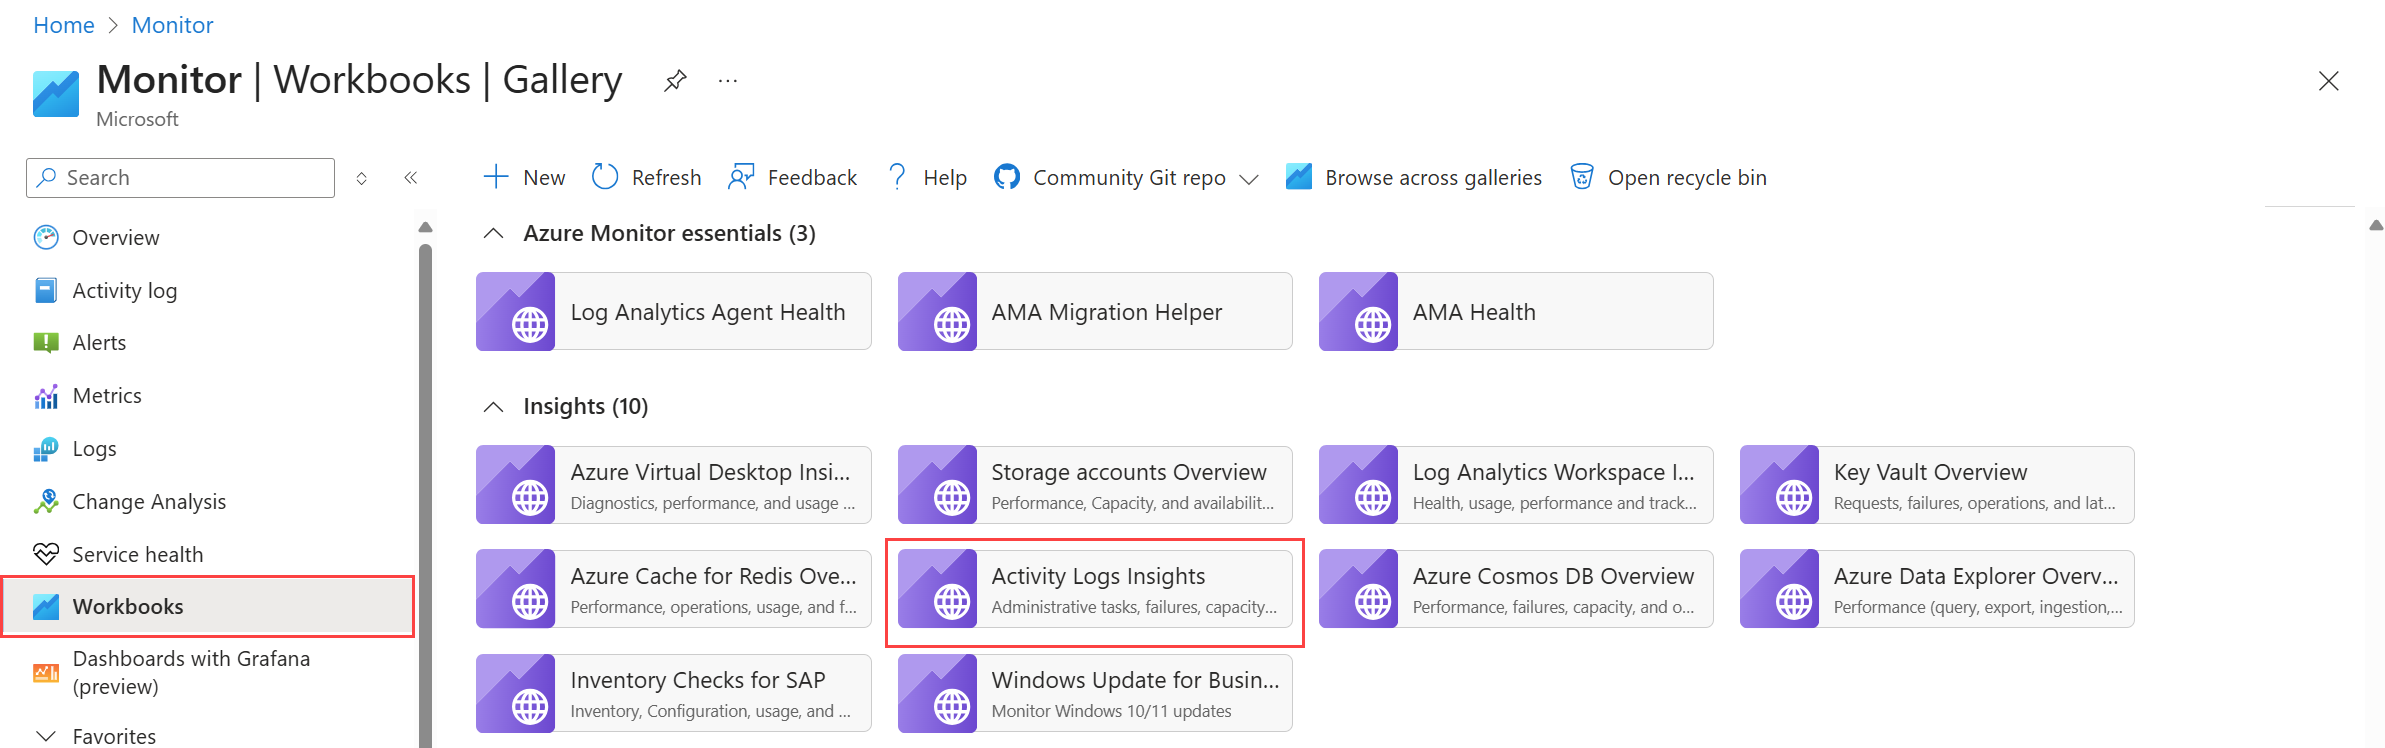 Home > Monitor
Monitor | Workbooks | Gallery
...
Microsoft
Search
New
Refresh
Feedback
Help
Community Git repo
Browse across galleries
Open recycle bin
Overview
Activity log
Alerts
Metrics
Logs
Change Analysis
Service health
Workbooks
Dashboards with Grafana
(preview)
Favorites
Azure Monitor essentials (3)
Log Analytics Agent Health
AMA Migration Helper
AMA Health
Insights (10)
Azure Virtual Desktop Insi...
Diagnostics, performance, and usage ...
Storage accounts Overview
Performance, Capacity, and availabilit...
Log Analytics Workspace I...
Health, usage, performance and track...
Key Vault Overview
Requests, failures, operations, and lat...
Azure Cache for Redis Ove...
Performance, operations, usage, and f...
Activity Logs Insights
Administrative tasks, failures, capacity...
Azure Cosmos DB Overview
Performance, failures, capacity, and o...
Azure Data Explorer Overv...
Performance (query, export, ingestion,...
Inventory Checks for SAP
Inventory, Configuration, usage, and ...
Windows Update for Busin...
Monitor Windows 10/11 updates